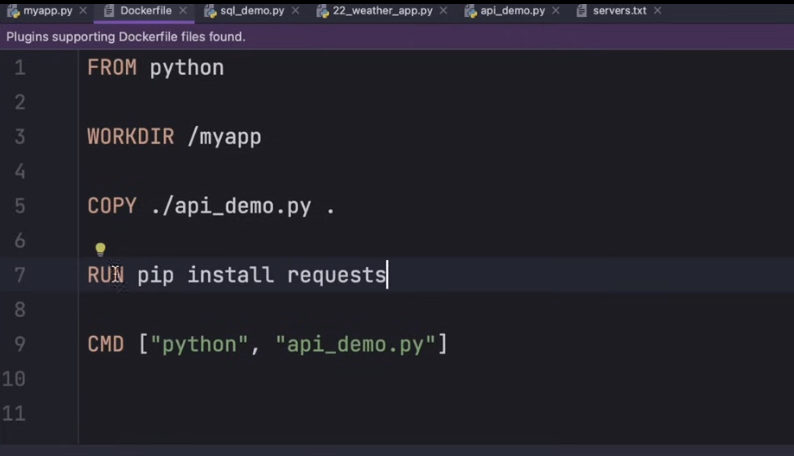 myapp.py Dockerfile sql_demo.py 22_weather_app.py api_demo.py servers.txt
Plugins supporting Dockerfile files found.
1 FROM python
2
3 WORKDIR /myapp
4
5 COPY ./api_demo.py .
6
7 RUN pip install requests
8
9 CMD ["python", "api_demo.py"]
10
11